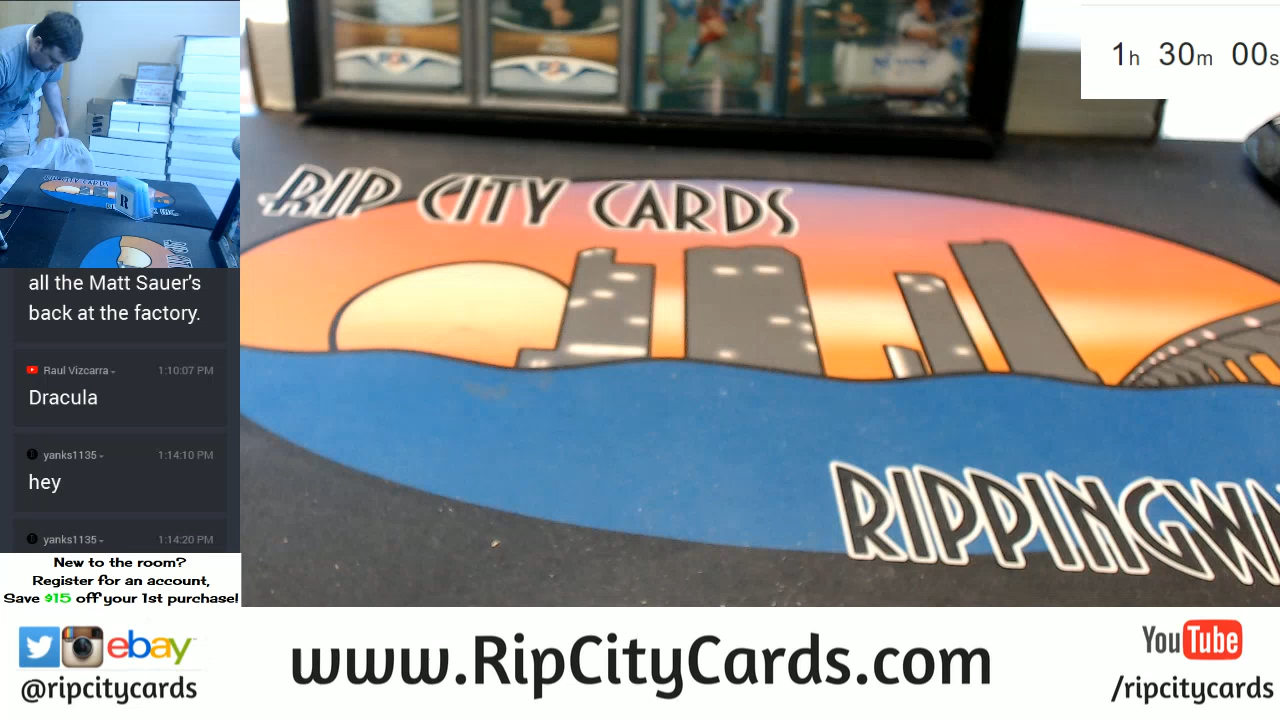 1h 30m 00s
RIP CITY CARDS
RIPPINGWA
all the Matt Sauer's
back at the factory.
Raul Vizcarra
1:10:07 PM
Dracula
yanks1135
1:14:10 PM
hey
yanks1135
1:14:20 PM
New to the room?
Register for an account,
Save $15 off your 1st purchase!
ebay
@ripcitycards
www.RipCityCards.com
YouTube
/ripcitycards